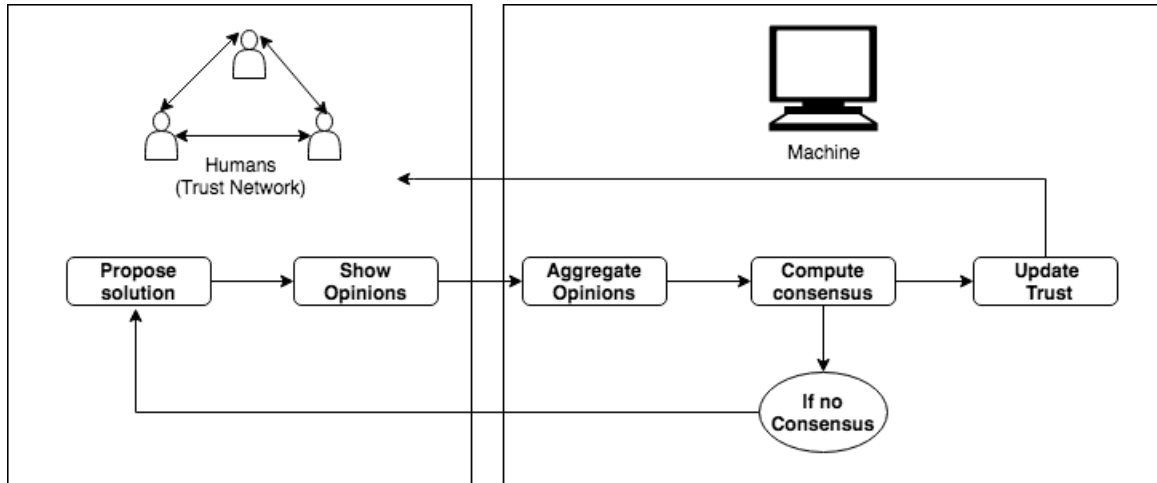 Humans
(Trust Network)
Machine
Propose
solution
Show
Opinions
Aggregate
Opinions
Compute
consensus
Update
Trust
If no
Consensus